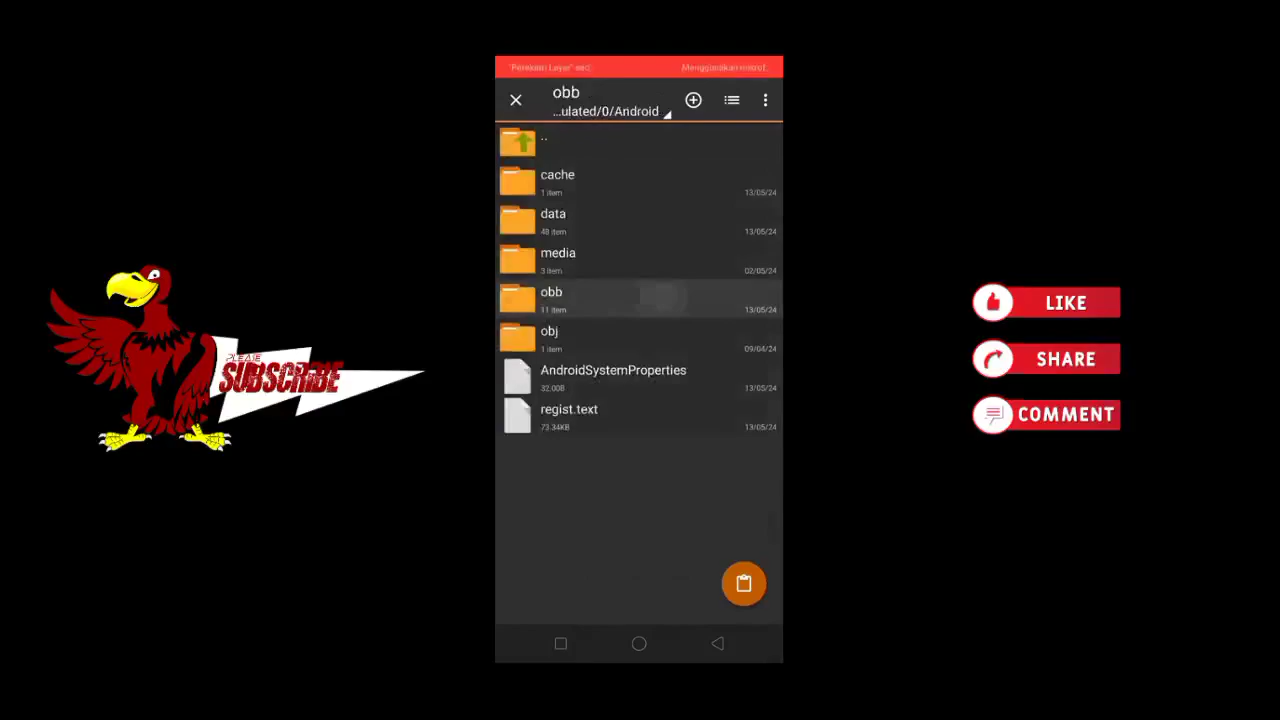 "Perekam Layar" sed..
Menggunakan mikrof..
obb
...ulated/0/Android
..
cache
1 item
13/05/24
data
48 item
13/05/24
media
3 item
02/05/24
obb
11 item
13/05/24
obj
1 item
09/04/24
AndroidSystemProperties
32.00B
13/05/24
regist.text
73.34KB
13/05/24
PLEASE
SUBSCRIBE
LIKE
SHARE
COMMENT